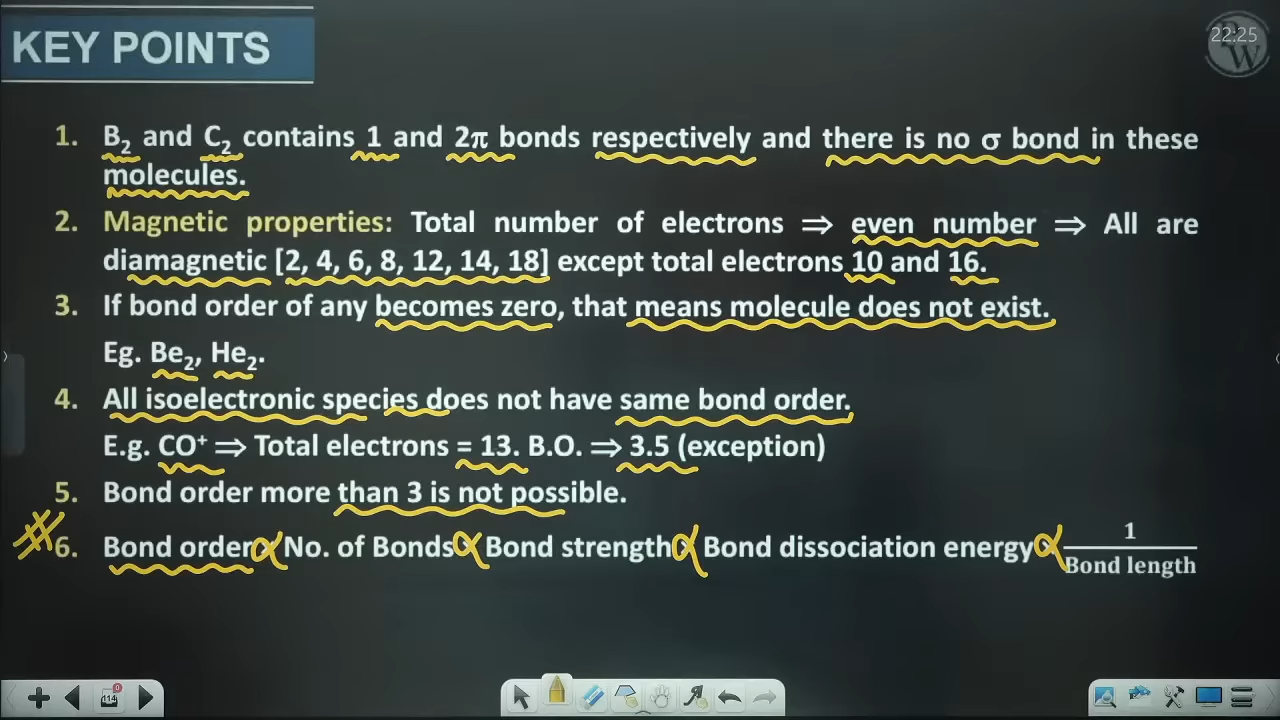 KEY POINTS
22:25
PW
1. B₂ and C₂ contains 1 and 2π bonds respectively and there is no σ bond in these
molecules.
2. Magnetic properties: Total number of electrons ⇒ even number ⇒ All are
diamagnetic [2, 4, 6, 8, 12, 14, 18] except total electrons 10 and 16.
3. If bond order of any becomes zero, that means molecule does not exist.
Eg. Be₂, He₂.
4. All isoelectronic species does not have same bond order.
E.g. CO⁺ ⇒ Total electrons = 13. B.O. ⇒ 3.5 (exception)
5. Bond order more than 3 is not possible.
#6. Bond order ∝ No. of Bonds ∝ Bond strength ∝ Bond dissociation energy ∝ 1/Bond length
114 0